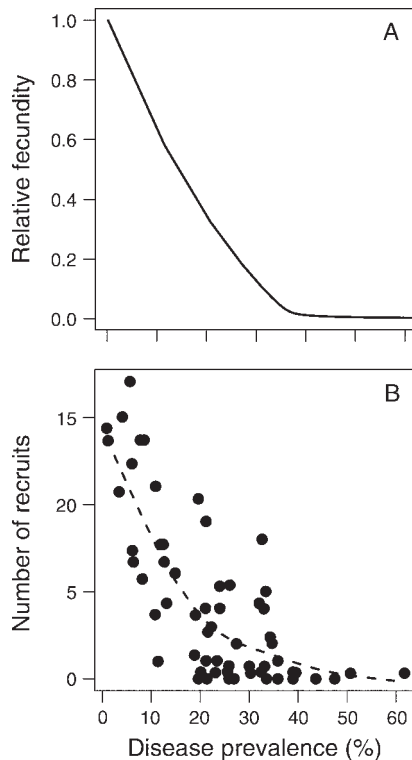 A
1.0
0.8
0.6
0.4
0.2
0.0
Relative fecundity
B
15
20
5
0
Number of recruits
0 10 20 30 40 50 60
Disease prevalence (%)